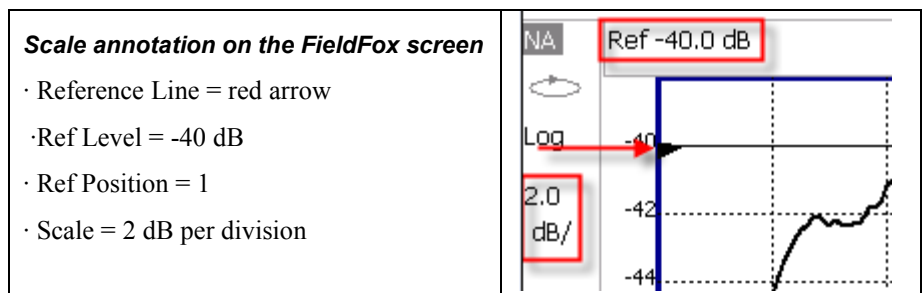 Scale annotation on the FieldFox screen
· Reference Line = red arrow
·Ref Level = -40 dB
· Ref Position = 1
· Scale = 2 dB per division
NA
Ref -40.0 dB
Log
-40
2.0
dB/
-42
-44